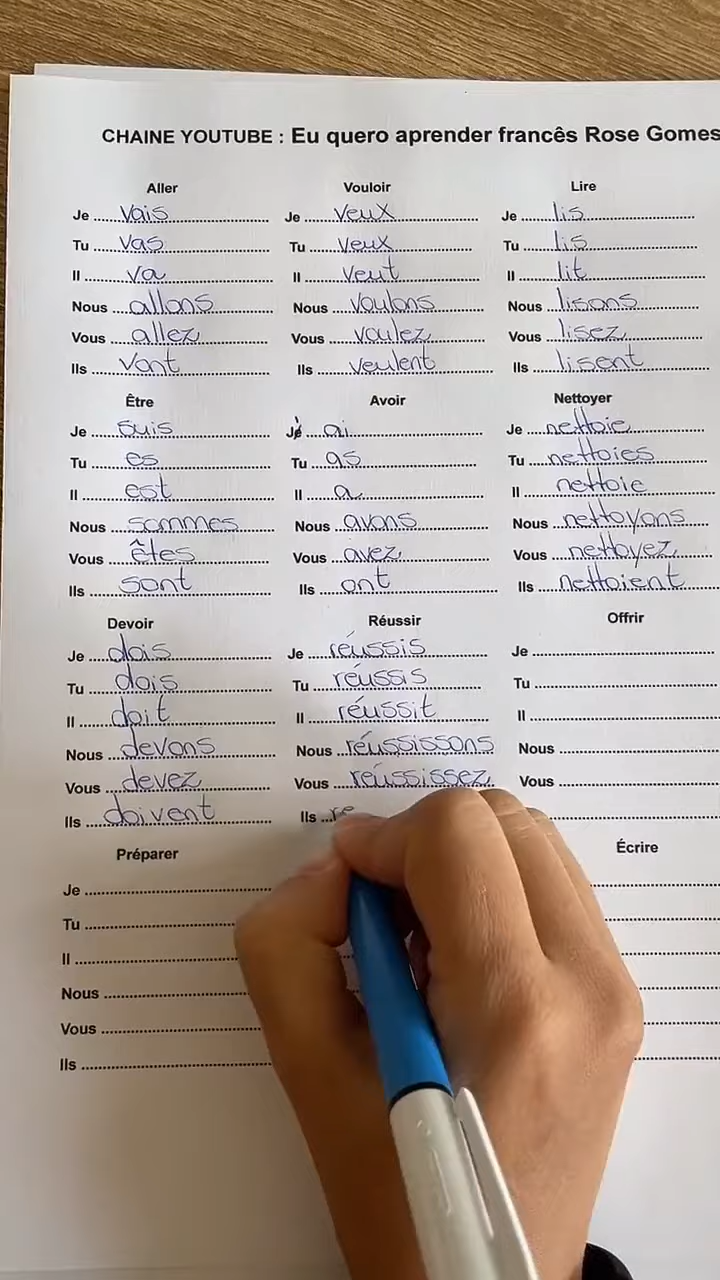 CHAINE YOUTUBE : Eu quero aprender francês Rose Gomes
Aller
Je vais
Tu vas
Il va
Nous allons
Vous allez
Ils vont
Vouloir
Je veux
Tu veux
Il veut
Nous voulons
Vous voulez
Ils veulent
Lire
Je lis
Tu lis
Il lit
Nous lisons
Vous lisez
Ils lisent
Être
Je suis
Tu es
Il est
Nous sommes
Vous êtes
Ils sont
Avoir
J' ai
Tu as
Il a
Nous avons
Vous avez
Ils ont
Nettoyer
Je nettoie
Tu nettoies
Il nettoie
Nous nettoyons
Vous nettoyez
Ils nettoient
Devoir
Je dois
Tu dois
Il doit
Nous devons
Vous devez
Ils doivent
Réussir
Je réussis
Tu réussis
Il réussit
Nous réussissons
Vous réussissez
Ils re
Offrir
Je
Tu
Il
Nous
Vous
Préparer
Je
Tu
Il
Nous
Vous
Ils
Écrire